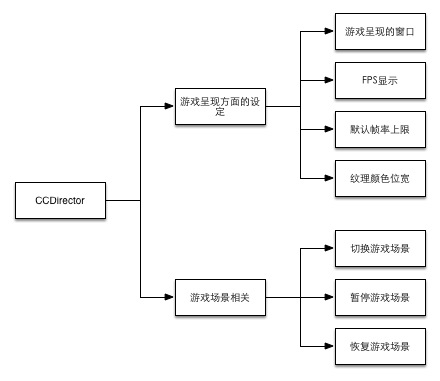 CCDirector
游戏呈现方面的设
定
游戏呈现的窗口
FPS显示
默认帧率上限
纹理颜色位宽
游戏场景相关
切换游戏场景
暂停游戏场景
恢复游戏场景